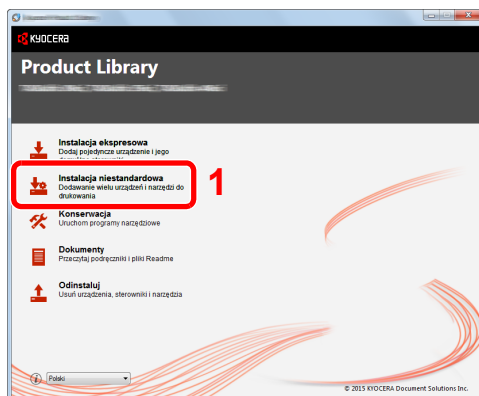 KYOCERA
Product Library
Instalacja ekspresowa
Dodaj pojedyncze urządzenie i jego
Instalacja niestandardowa
Dodawanie wielu urządzeń i narzędzi do
drukowania
1
Konserwacja
Uruchom programy narzędziowe
Dokumenty
Przeczytaj podręczniki i pliki Readme
Odinstaluj
Usuń urządzenia, sterowniki i narzędzia
Polski
© 2015 KYOCERA Document Solutions Inc.